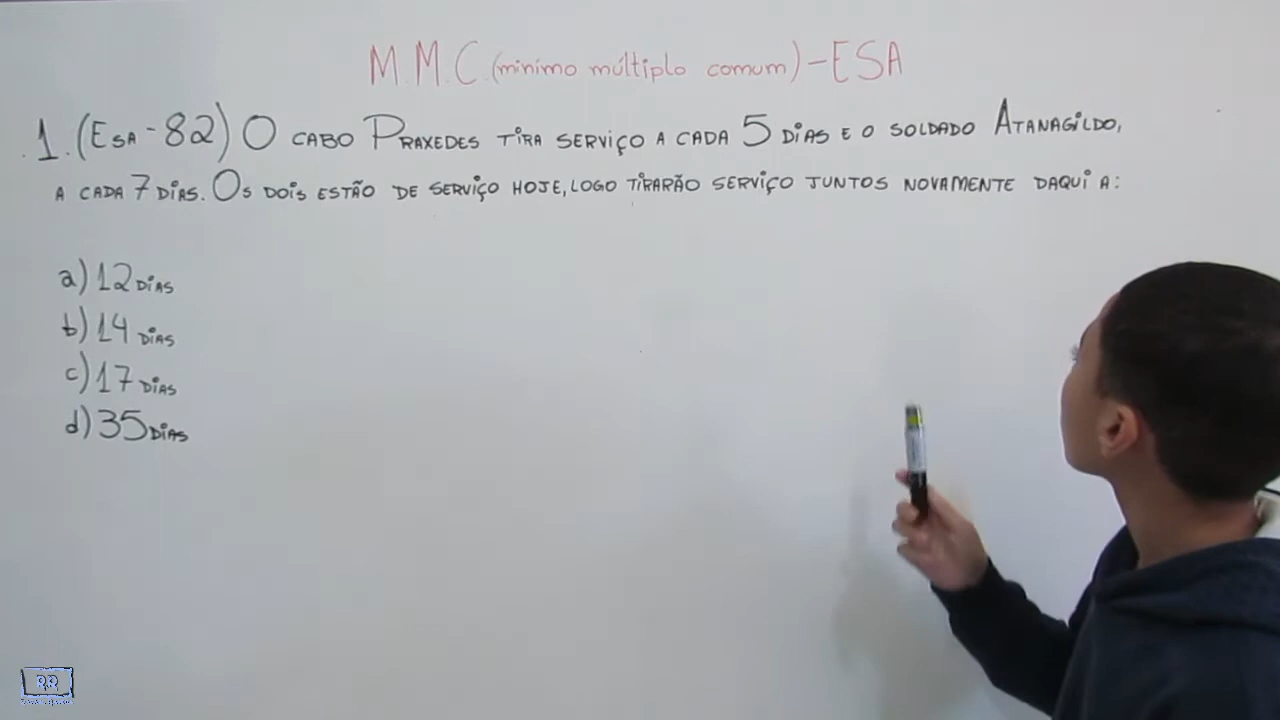 M.M.C.(mínimo múltiplo comum)-ESA
1. (ESA-82) O CABO PRAXEDES TIRA SERVIÇO A CADA 5 DIAS E O SOLDADO ATANAGILDO,
A CADA 7 DIAS. OS DOIS ESTÃO DE SERVIÇO HOJE, LOGO TIRARÃO SERVIÇO JUNTOS NOVAMENTE DAQUI A:
a) 12 DIAS
b) 14 DIAS
c) 17 DIAS
d) 35 DIAS